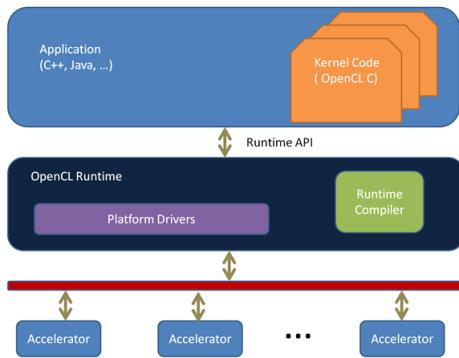 Application
(C++, Java, …)
Kernel Code
( OpenCL C)
Runtime API
OpenCL Runtime
Runtime
Compiler
Platform Drivers
Accelerator
Accelerator
•••
Accelerator